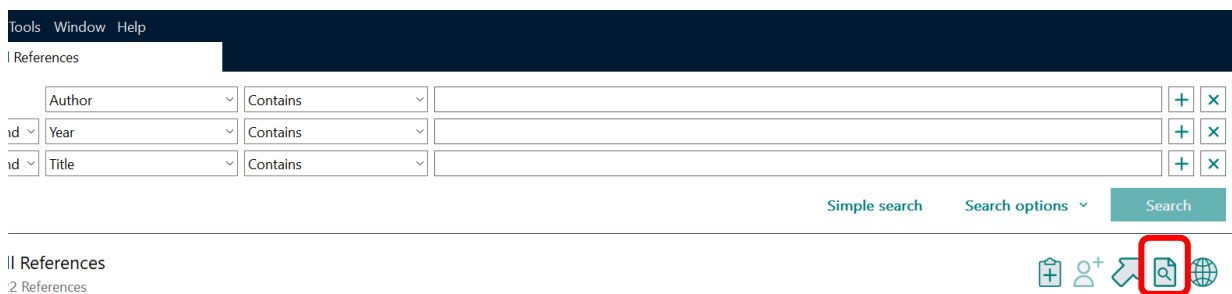 Tools Window Help
References
Author Contains
Year Contains
Title Contains
Simple search Search options Search
References
References